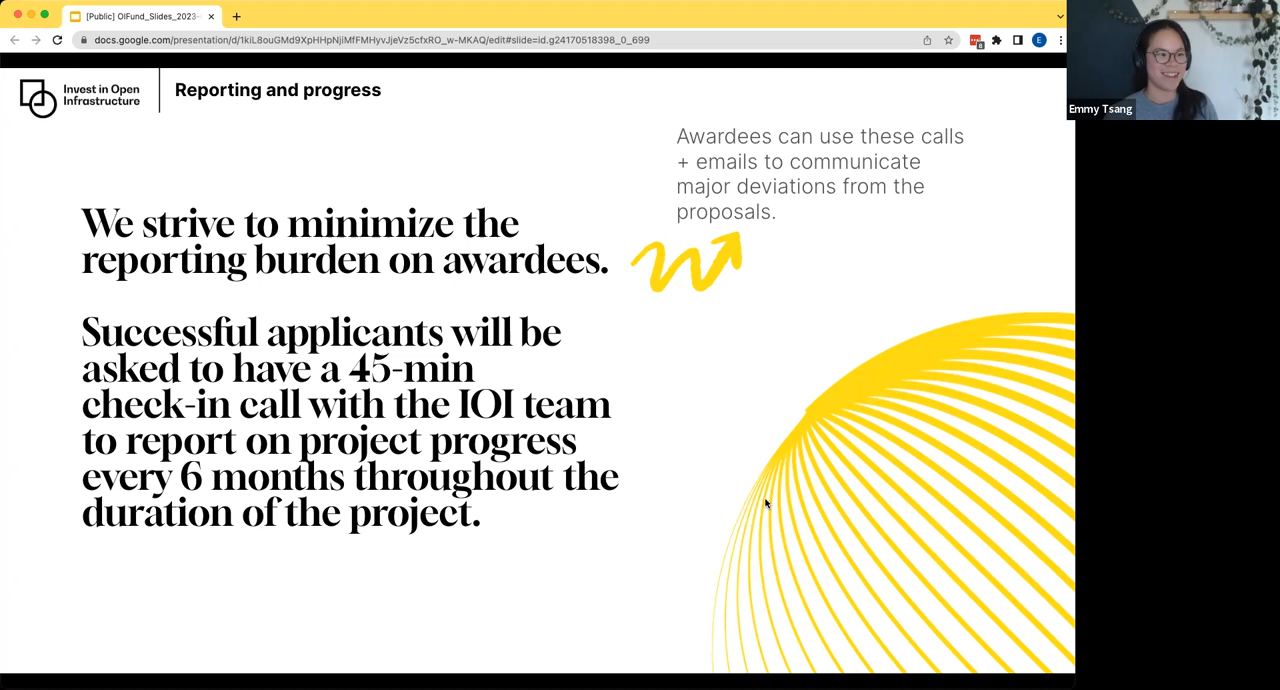 [Public] OIFund_Slides_2023-
docs.google.com/presentation/d/1kiL8ouGMd9XpHHpNjiMfFMHyvJjeVz5cfxRO_w-MKAQ/edit#slide=id.g24170518398_0_699
E
Emmy Tsang
Invest in Open
Infrastructure
Reporting and progress
Awardees can use these calls
+ emails to communicate
major deviations from the
proposals.
We strive to minimize the
reporting burden on awardees.
Successful applicants will be
asked to have a 45-min
check-in call with the IOI team
to report on project progress
every 6 months throughout the
duration of the project.